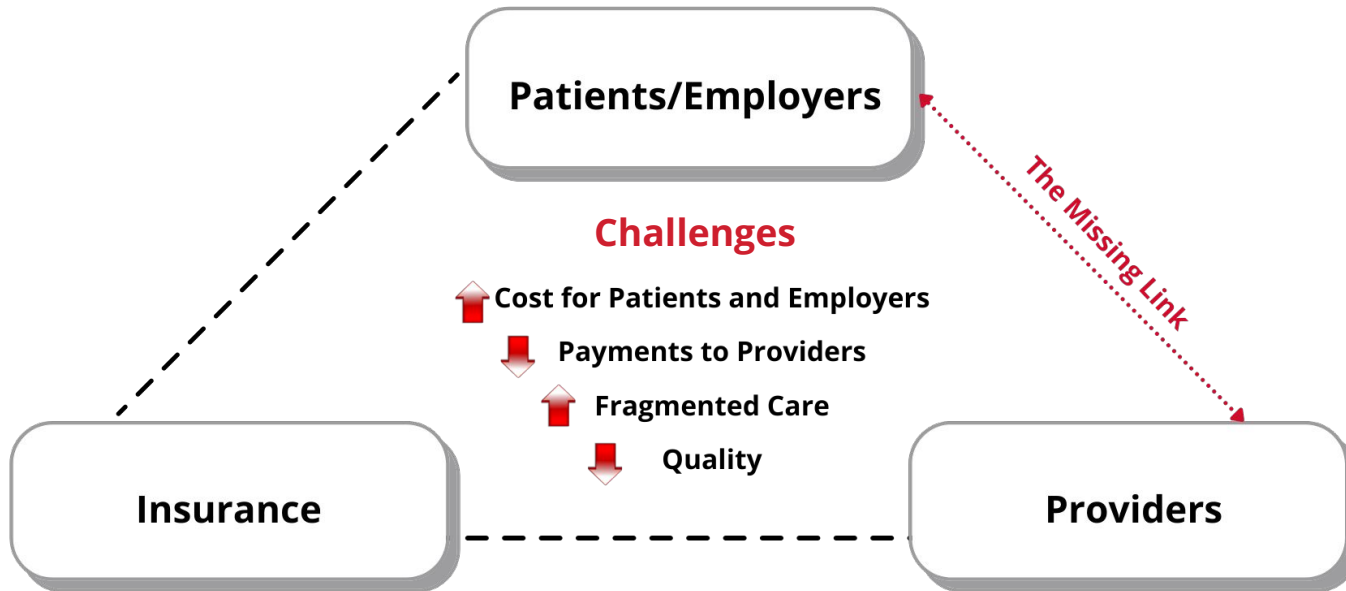 Patients/Employers
The Missing Link
Challenges
Cost for Patients and Employers
Payments to Providers
Fragmented Care
Quality
Insurance
Providers